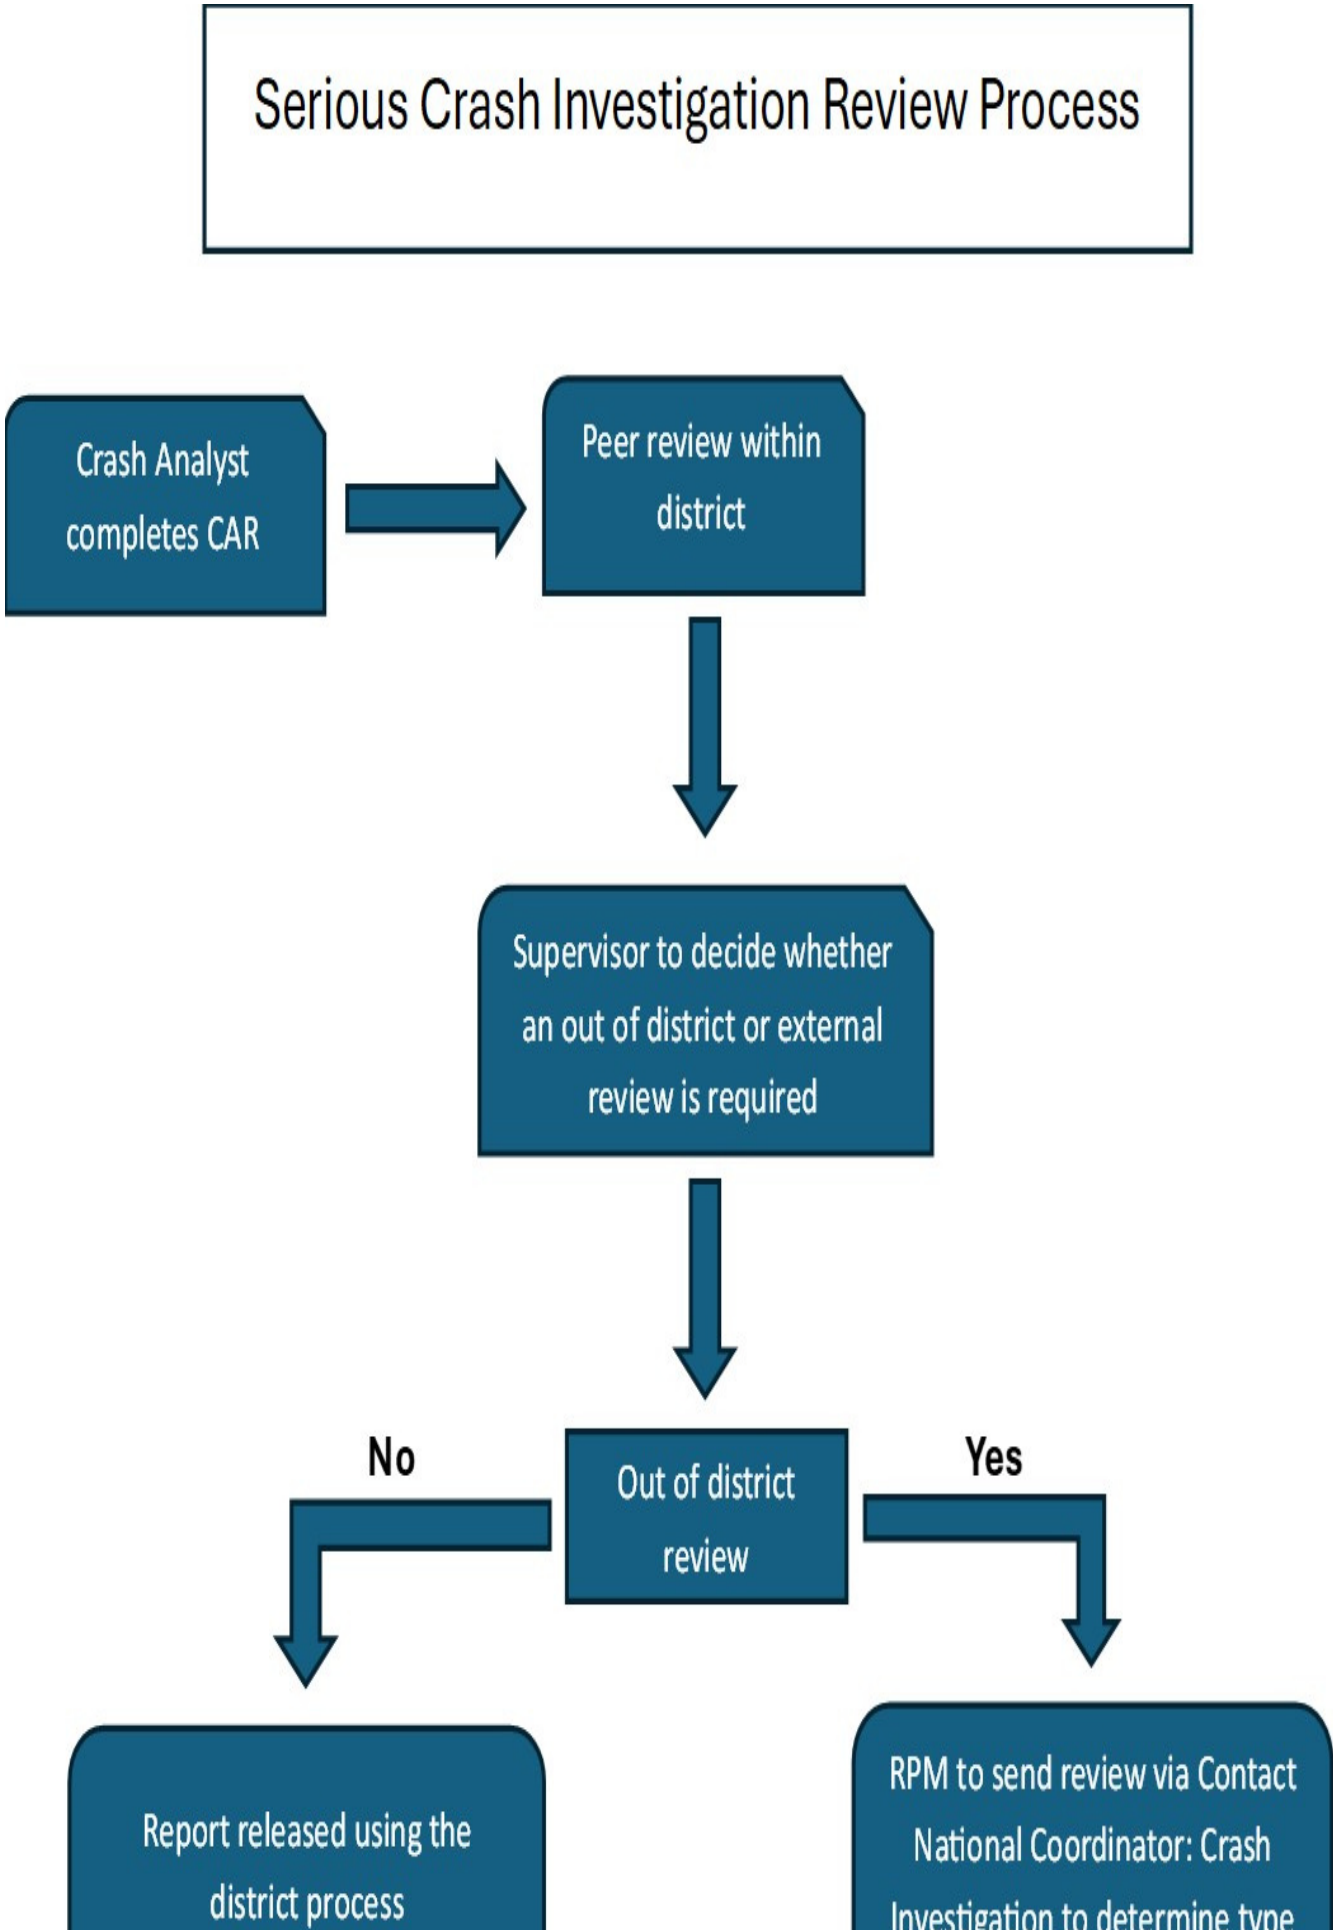 Serious Crash Investigation Review Process
Crash Analyst
completes CAR
Peer review within
district
Supervisor to decide whether
an out of district or external
review is required
No
Out of district
review
Yes
Report released using the
district process
RPM to send review via Contact
National Coordinator: Crash
Investigation to determine type